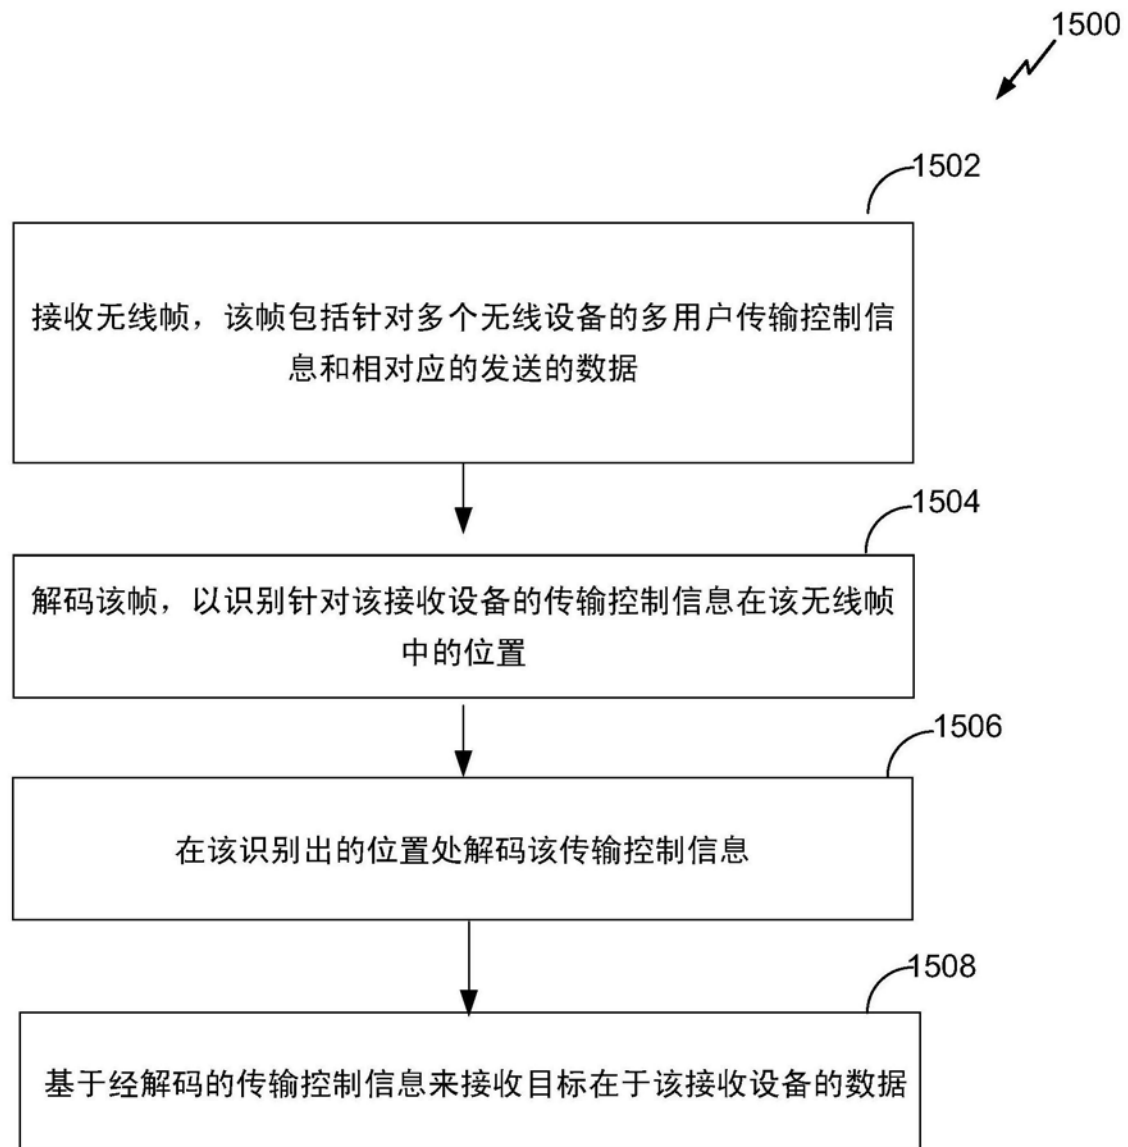 1500
1502
接收无线帧，该帧包括针对多个无线设备的多用户传输控制信
息和相对应的发送的数据
1504
解码该帧，以识别针对该接收设备的传输控制信息在该无线帧
中的位置
1506
在该识别出的位置处解码该传输控制信息
1508
基于经解码的传输控制信息来接收目标在于该接收设备的数据